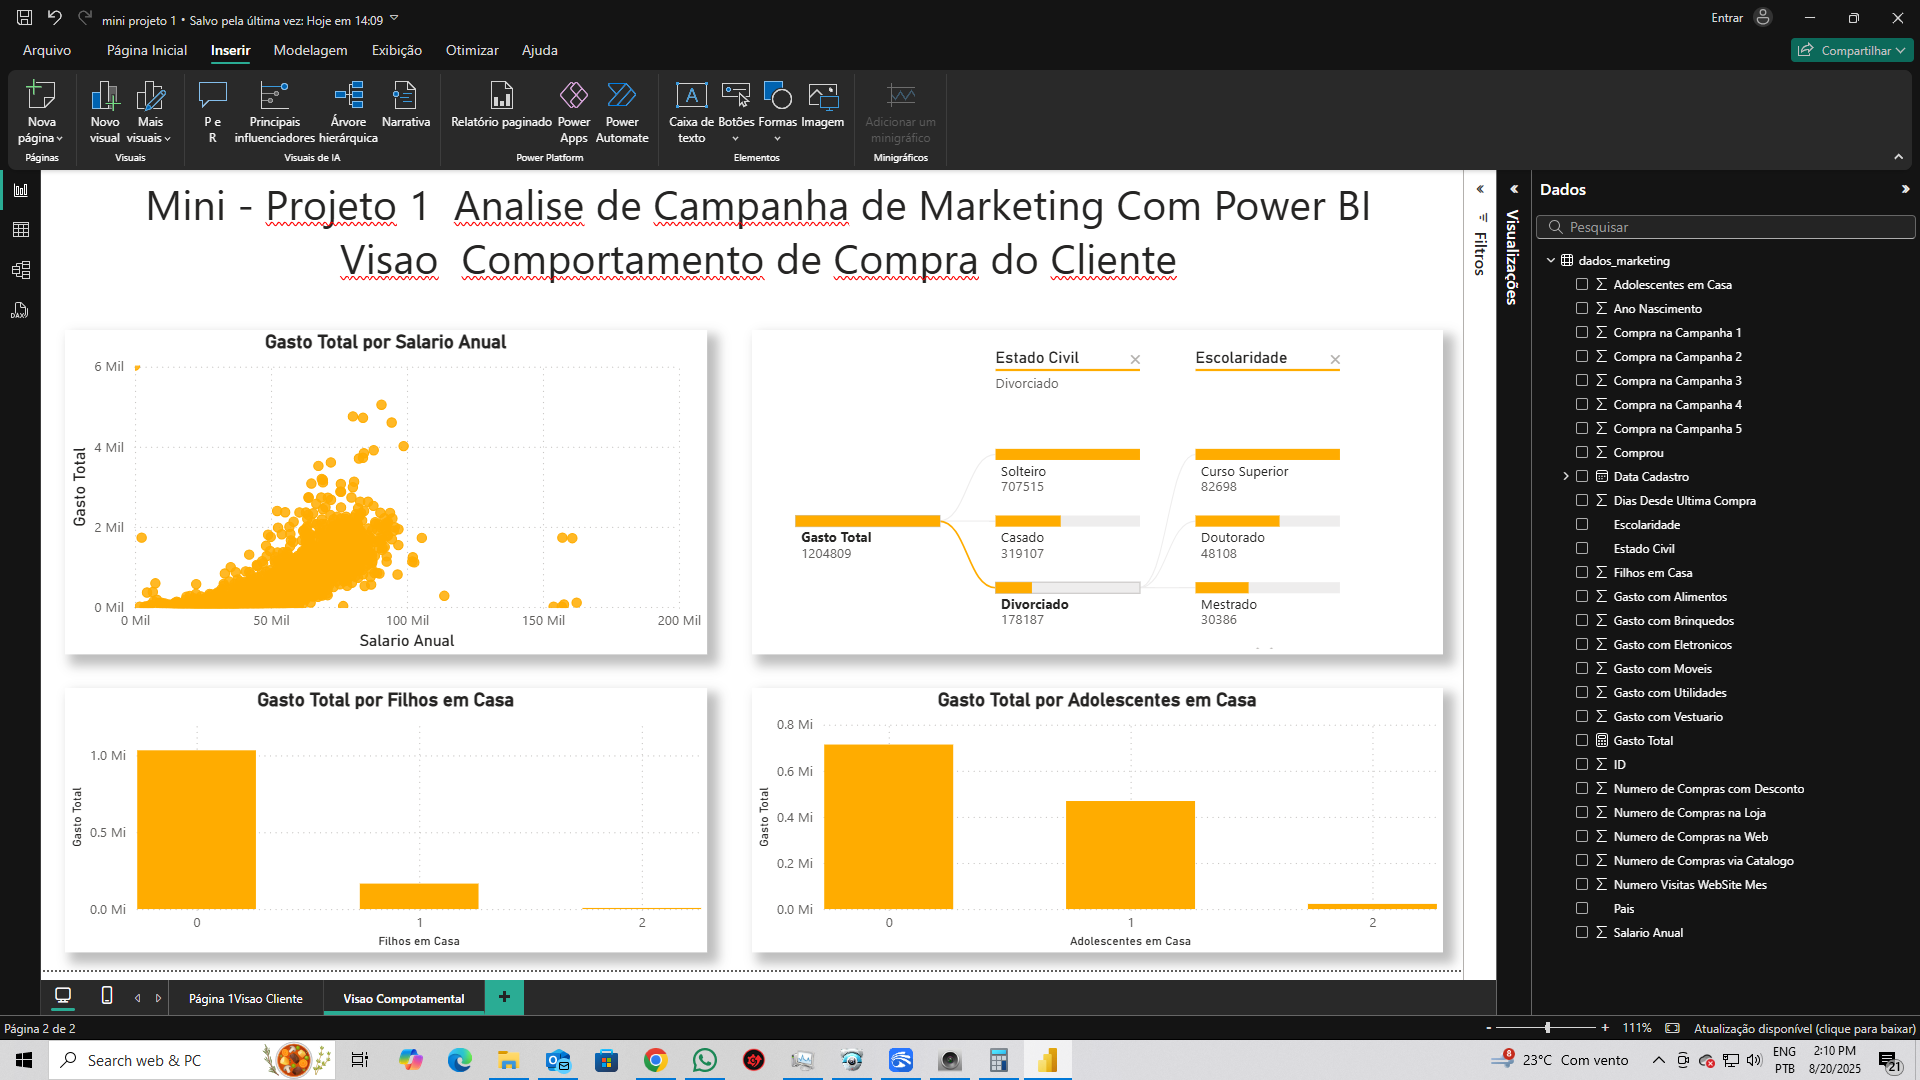 mini projeto 1 • Salvo pela última vez: Hoje em 14:09
Entrar
Arquivo
Página Inicial
Inserir
Modelagem
Exibição
Otimizar
Ajuda
Compartilhar
Nova
página
Páginas
Novo
visual
Mais
visuais
Visuais
P e
R
Principais
influenciadores
Árvore
hierárquica
Narrativa
Visuais de IA
Relatório paginado
Power
Apps
Power
Automate
Power Platform
Caixa de
texto
Botões
Formas
Imagem
Elementos
Adicionar um
minigráfico
Minigráficos
DAX
Mini - Projeto 1  Analise de Campanha de Marketing Com Power BI
Visao  Comportamento de Compra do Cliente
Gasto Total por Salario Anual
Gasto Total
6 Mil
4 Mil
2 Mil
0 Mil
0 Mil
50 Mil
100 Mil
150 Mil
200 Mil
Salario Anual
Estado Civil
Divorciado
Escolaridade
Gasto Total
1204809
Solteiro
707515
Casado
319107
Divorciado
178187
Curso Superior
82698
Doutorado
48108
Mestrado
30386
Gasto Total por Filhos em Casa
Gasto Total
1.0 Mi
0.5 Mi
0.0 Mi
0
1
2
Filhos em Casa
Gasto Total por Adolescentes em Casa
Gasto Total
0.8 Mi
0.6 Mi
0.4 Mi
0.2 Mi
0.0 Mi
0
1
2
Adolescentes em Casa
Filtros
Visualizações
Dados
Pesquisar
dados_marketing
Adolescentes em Casa
Ano Nascimento
Compra na Campanha 1
Compra na Campanha 2
Compra na Campanha 3
Compra na Campanha 4
Compra na Campanha 5
Comprou
Data Cadastro
Dias Desde Ultima Compra
Escolaridade
Estado Civil
Filhos em Casa
Gasto com Alimentos
Gasto com Brinquedos
Gasto com Eletronicos
Gasto com Moveis
Gasto com Utilidades
Gasto com Vestuario
Gasto Total
ID
Numero de Compras com Desconto
Numero de Compras na Loja
Numero de Compras na Web
Numero de Compras via Catalogo
Numero Visitas WebSite Mes
Pais
Salario Anual
Página 1Visao Cliente
Visao Compotamental
Página 2 de 2
111%
Atualização disponível (clique para baixar)
Search web & PC
8
23°C  Com vento
ENG
PTB
2:10 PM
8/20/2025
21